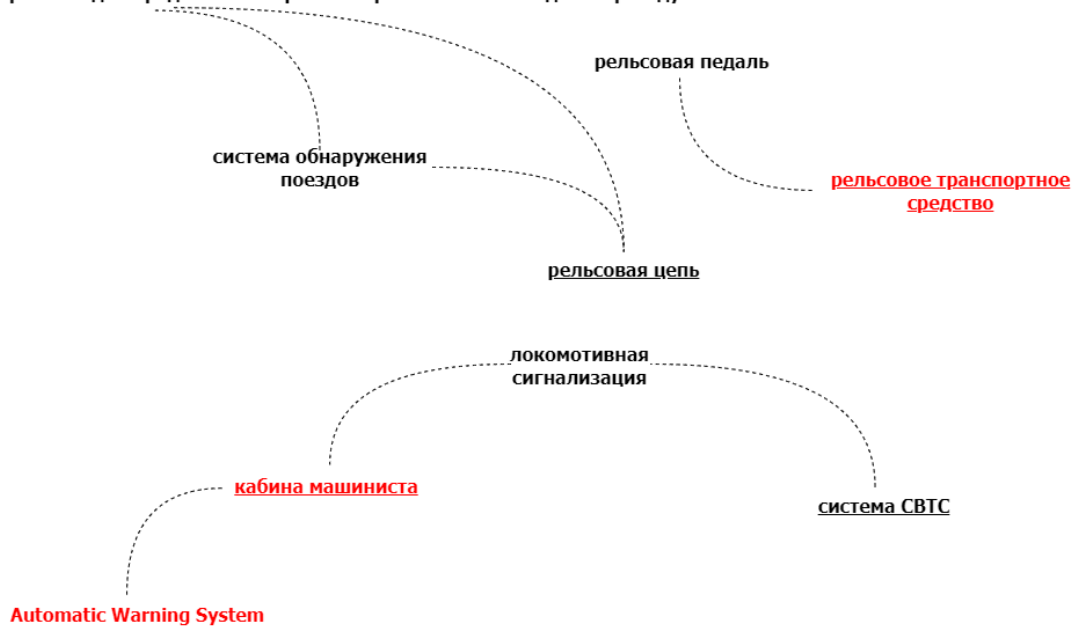 рельсовая педаль
система обнаружения
поездов
рельсовое транспортное
средство
рельсовая цепь
локомотивная
сигнализация
кабина машиниста
система СВТС
Automatic Warning System